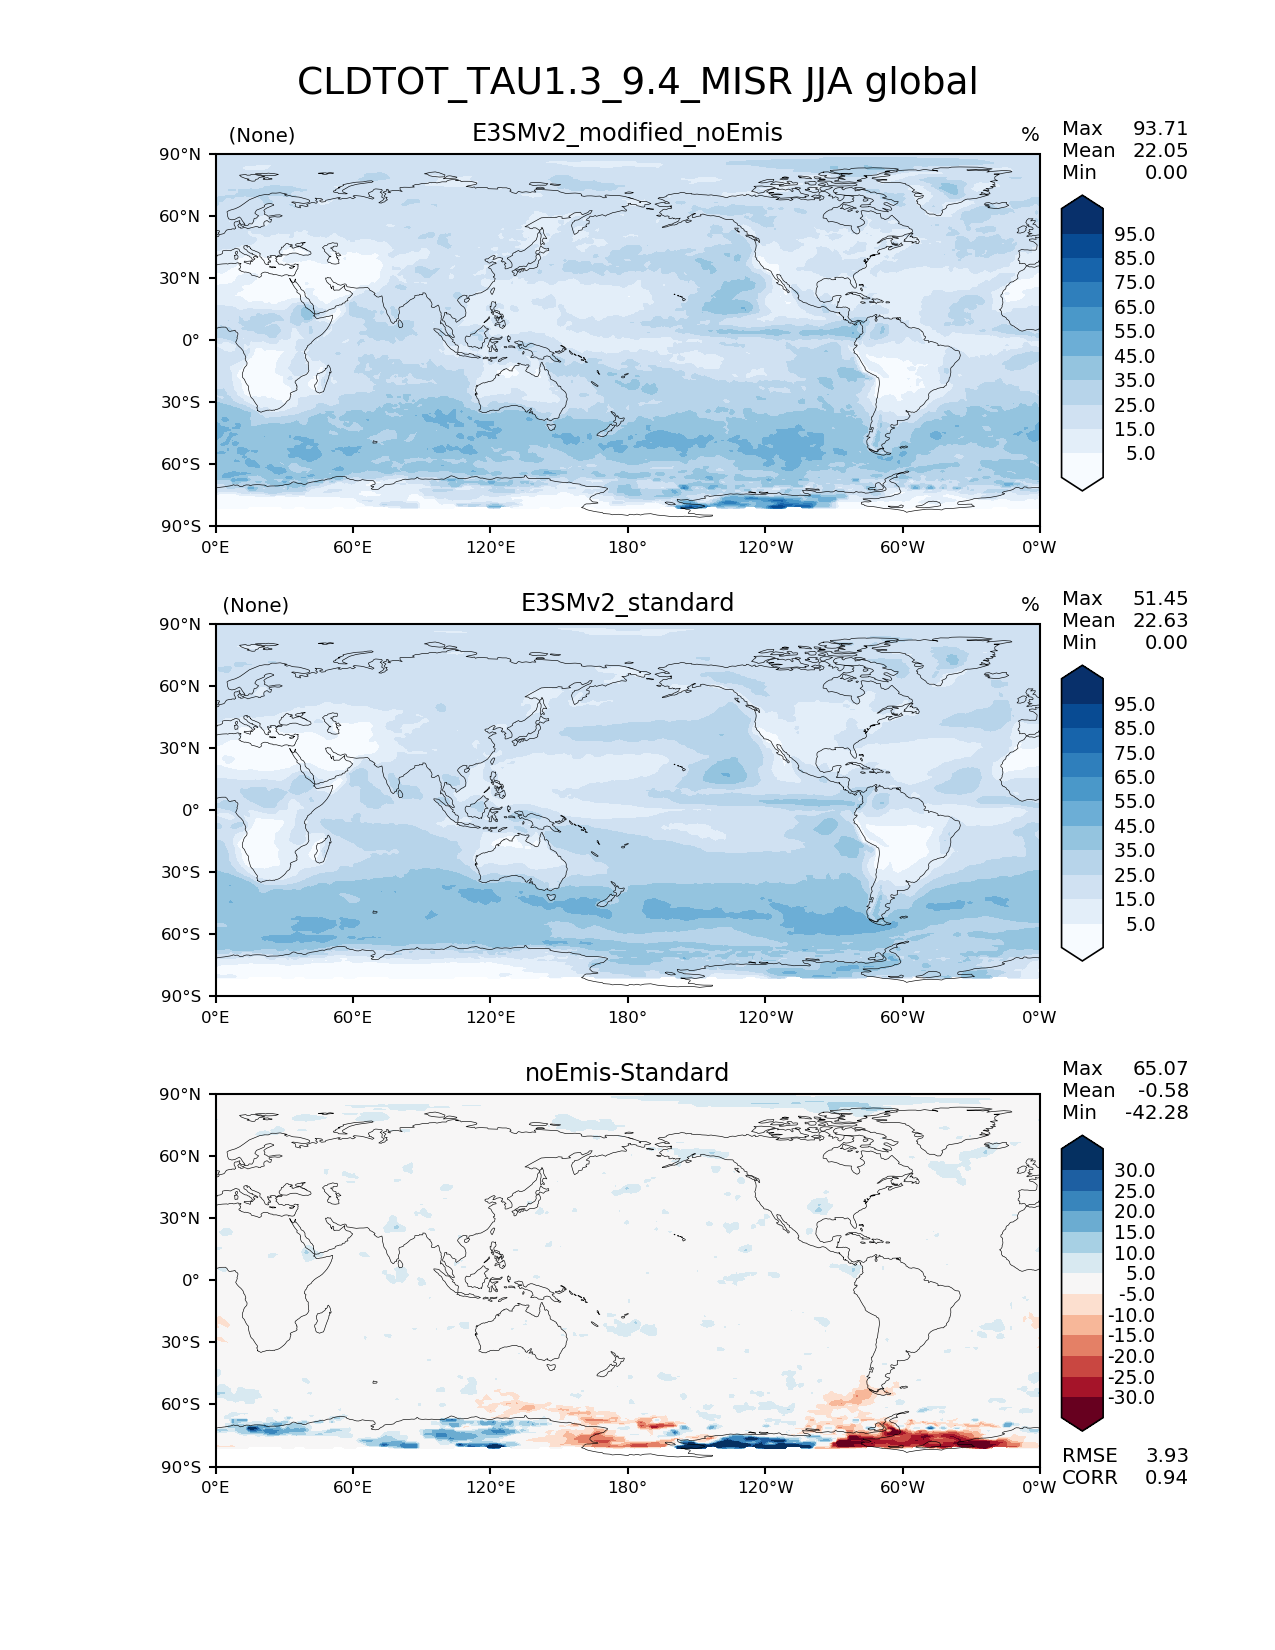 CLDTOT_TAU1.3_9.4_MISR JJA global
(None) E3SMv2_modified_noEmis %
Max 93.71
Mean 22.05
Min 0.00
90°N
60°N
30°N
0°
30°S
60°S
90°S
0°E 60°E 120°E 180° 120°W 60°W 0°W
95.0
85.0
75.0
65.0
55.0
45.0
35.0
25.0
15.0
5.0
(None) E3SMv2_standard %
Max 51.45
Mean 22.63
Min 0.00
90°N
60°N
30°N
0°
30°S
60°S
90°S
0°E 60°E 120°E 180° 120°W 60°W 0°W
95.0
85.0
75.0
65.0
55.0
45.0
35.0
25.0
15.0
5.0
noEmis-Standard
Max 65.07
Mean -0.58
Min -42.28
90°N
60°N
30°N
0°
30°S
60°S
90°S
0°E 60°E 120°E 180° 120°W 60°W 0°W
30.0
25.0
20.0
15.0
10.0
5.0
-5.0
-10.0
-15.0
-20.0
-25.0
-30.0
RMSE 3.93
CORR 0.94